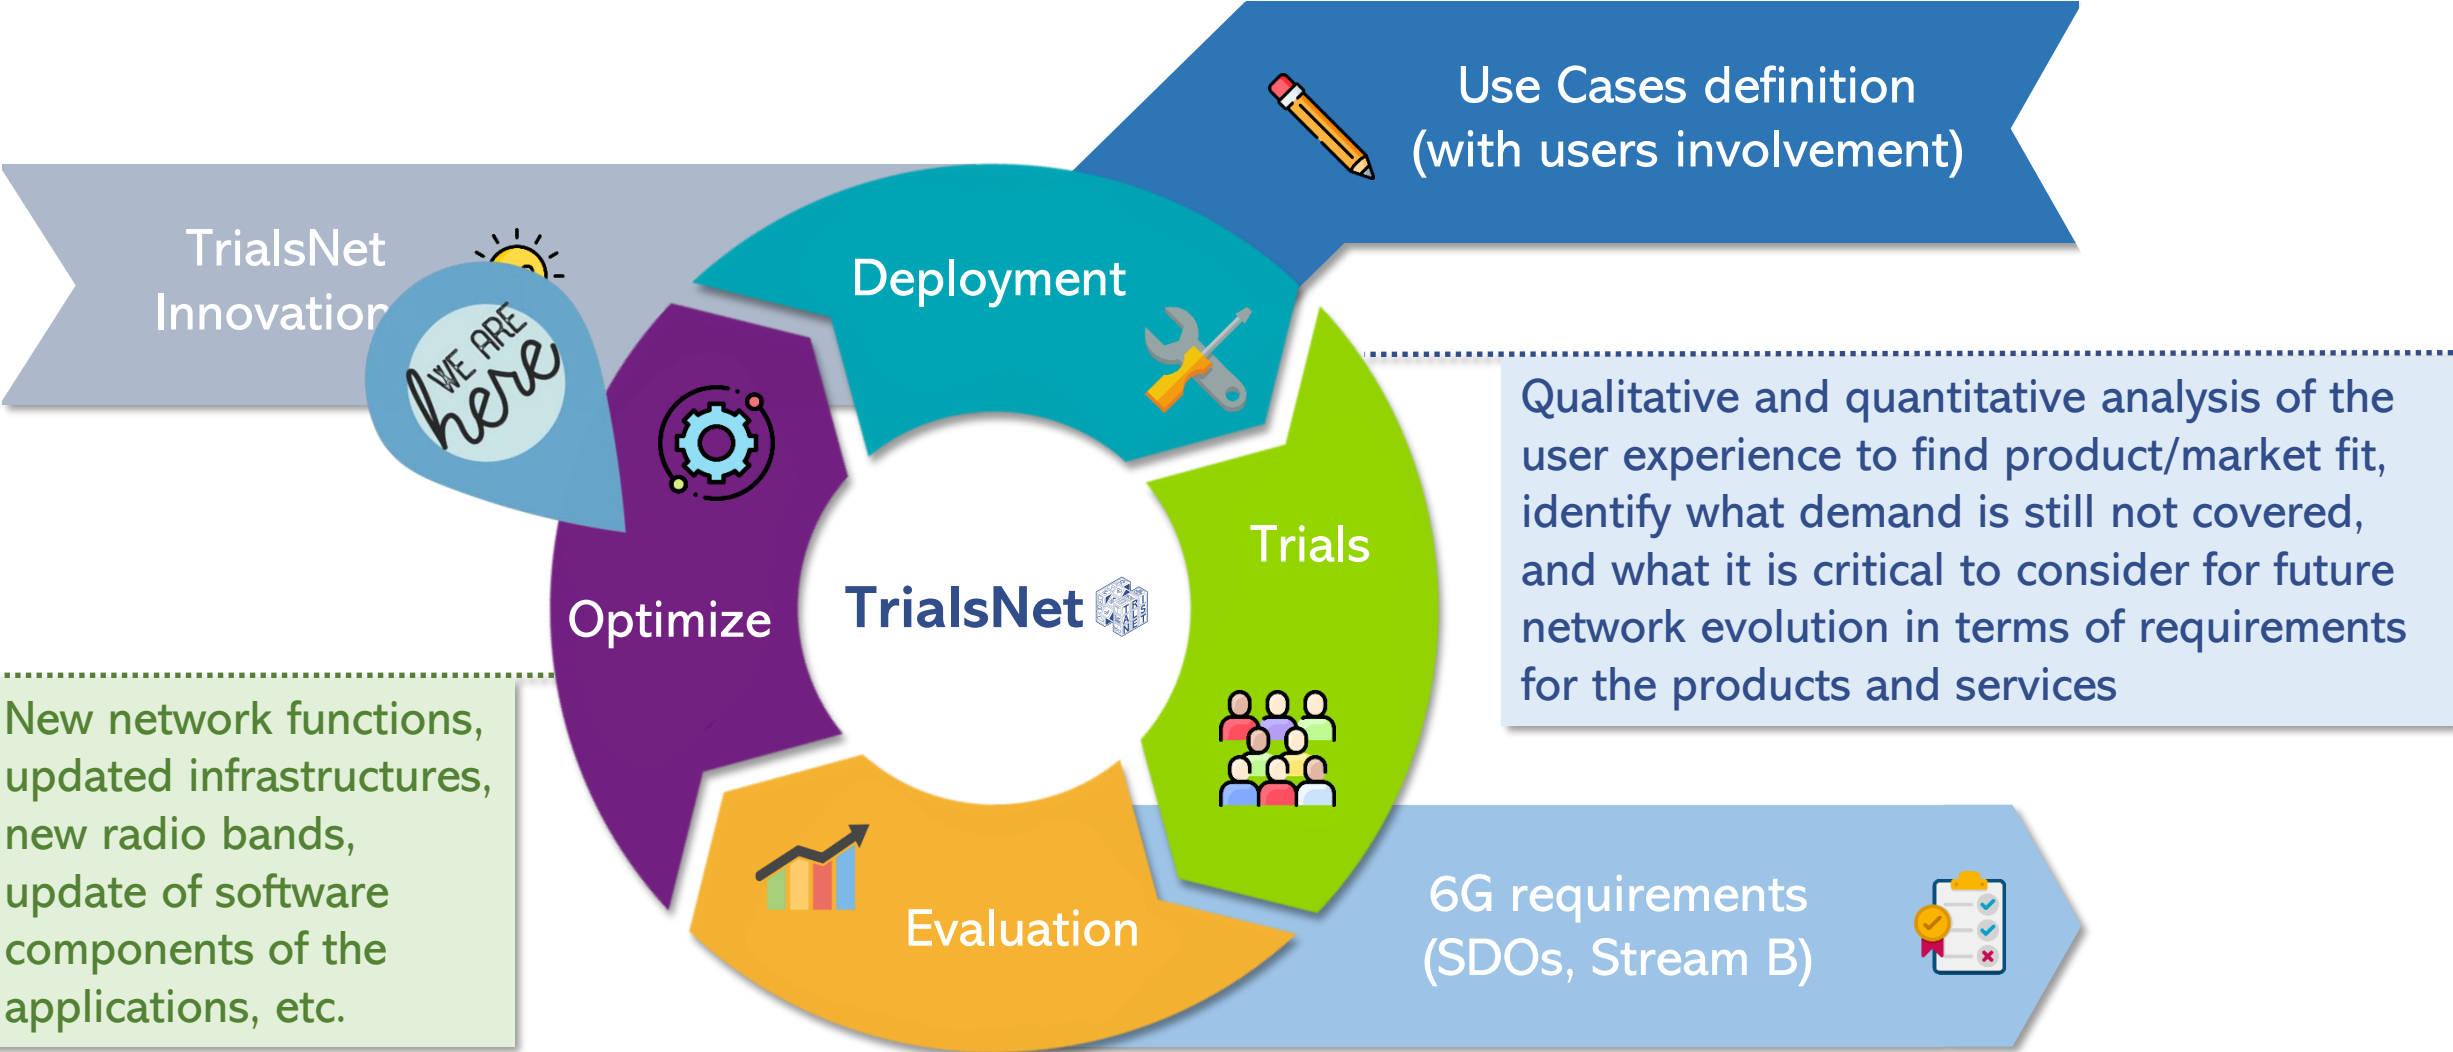 Use Cases definition
(with users involvement)
TrialsNet
Innovation
WE ARE
here
Deployment
Qualitative and quantitative analysis of the
user experience to find product/market fit,
identify what demand is still not covered,
and what it is critical to consider for future
network evolution in terms of requirements
for the products and services
Trials
TrialsNet
Optimize
New network functions,
updated infrastructures,
new radio bands,
update of software
components of the
applications, etc.
Evaluation
6G requirements
(SDOs, Stream B)